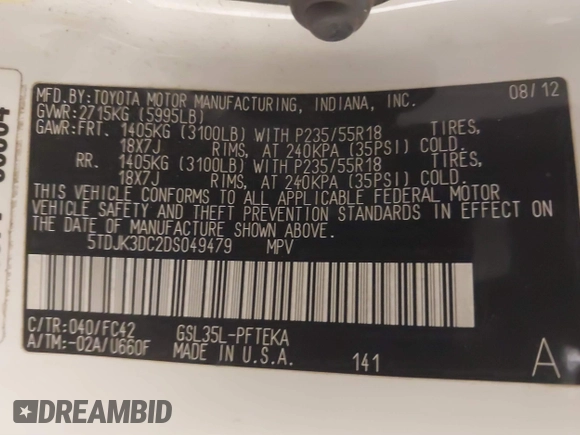 MFD.BY:TOYOTA MOTOR MANUFACTURING, INDIANA, INC. 08/12
GVWR:2715KG (5995LB)
GAWR:FRT. 1405KG (3100LB) WITH P235/55R18 TIRES,
18X7J RIMS, AT 240KPA (35PSI) COLD.
RR. 1405KG (3100LB) WITH P235/55R18 TIRES,
18X7J RIMS, AT 240KPA (35PSI) COLD.
THIS VEHICLE CONFORMS TO ALL APPLICABLE FEDERAL MOTOR
VEHICLE SAFETY AND THEFT PREVENTION STANDARDS IN EFFECT ON
THE DATE OF MANUFACTURE SHOWN ABOVE.
5TDJK3DC2DS049479 MPV
C/TR:040/FC42 GSL35L-PFTEKA
A/TM:-02A/U660F MADE IN U.S.A. 141 A
DREAMBID